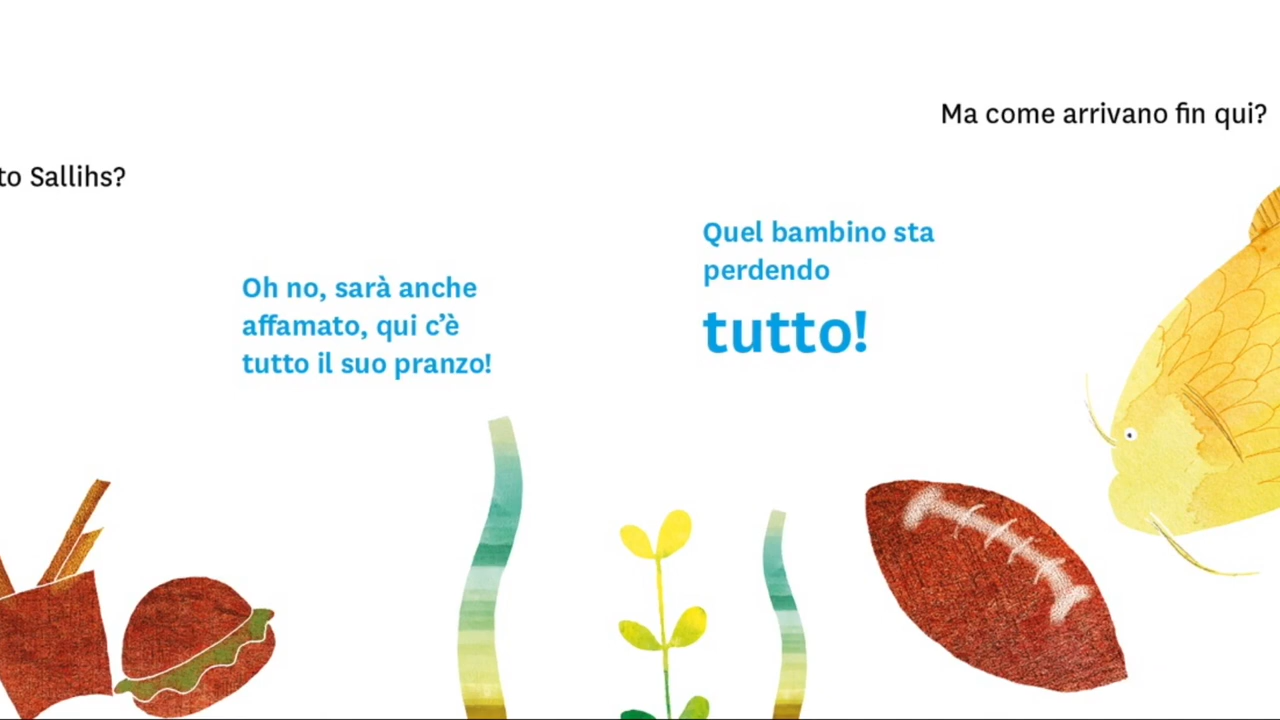 to Sallihs?
Oh no, sarà anche
affamato, qui c’è
tutto il suo pranzo!
Quel bambino sta
perdendo
tutto!
Ma come arrivano fin qui?